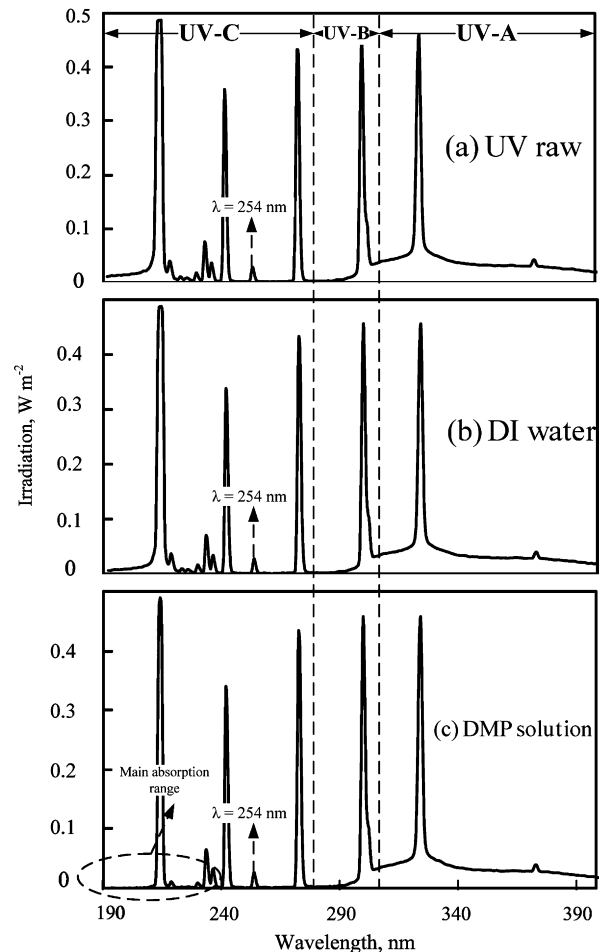 0.5
UV-C UV-B UV-A
0.4
(a) UV raw
0.3
0.2
λ = 254 nm
0.1
0
0.4
0.3
(b) DI water
0.2
λ = 254 nm
0.1
0
Irradiation, W m-2
0.4
0.3
(c) DMP solution
0.2
Main absorption
range
λ = 254 nm
0.1
0
190 240 290 340 390
Wavelength, nm